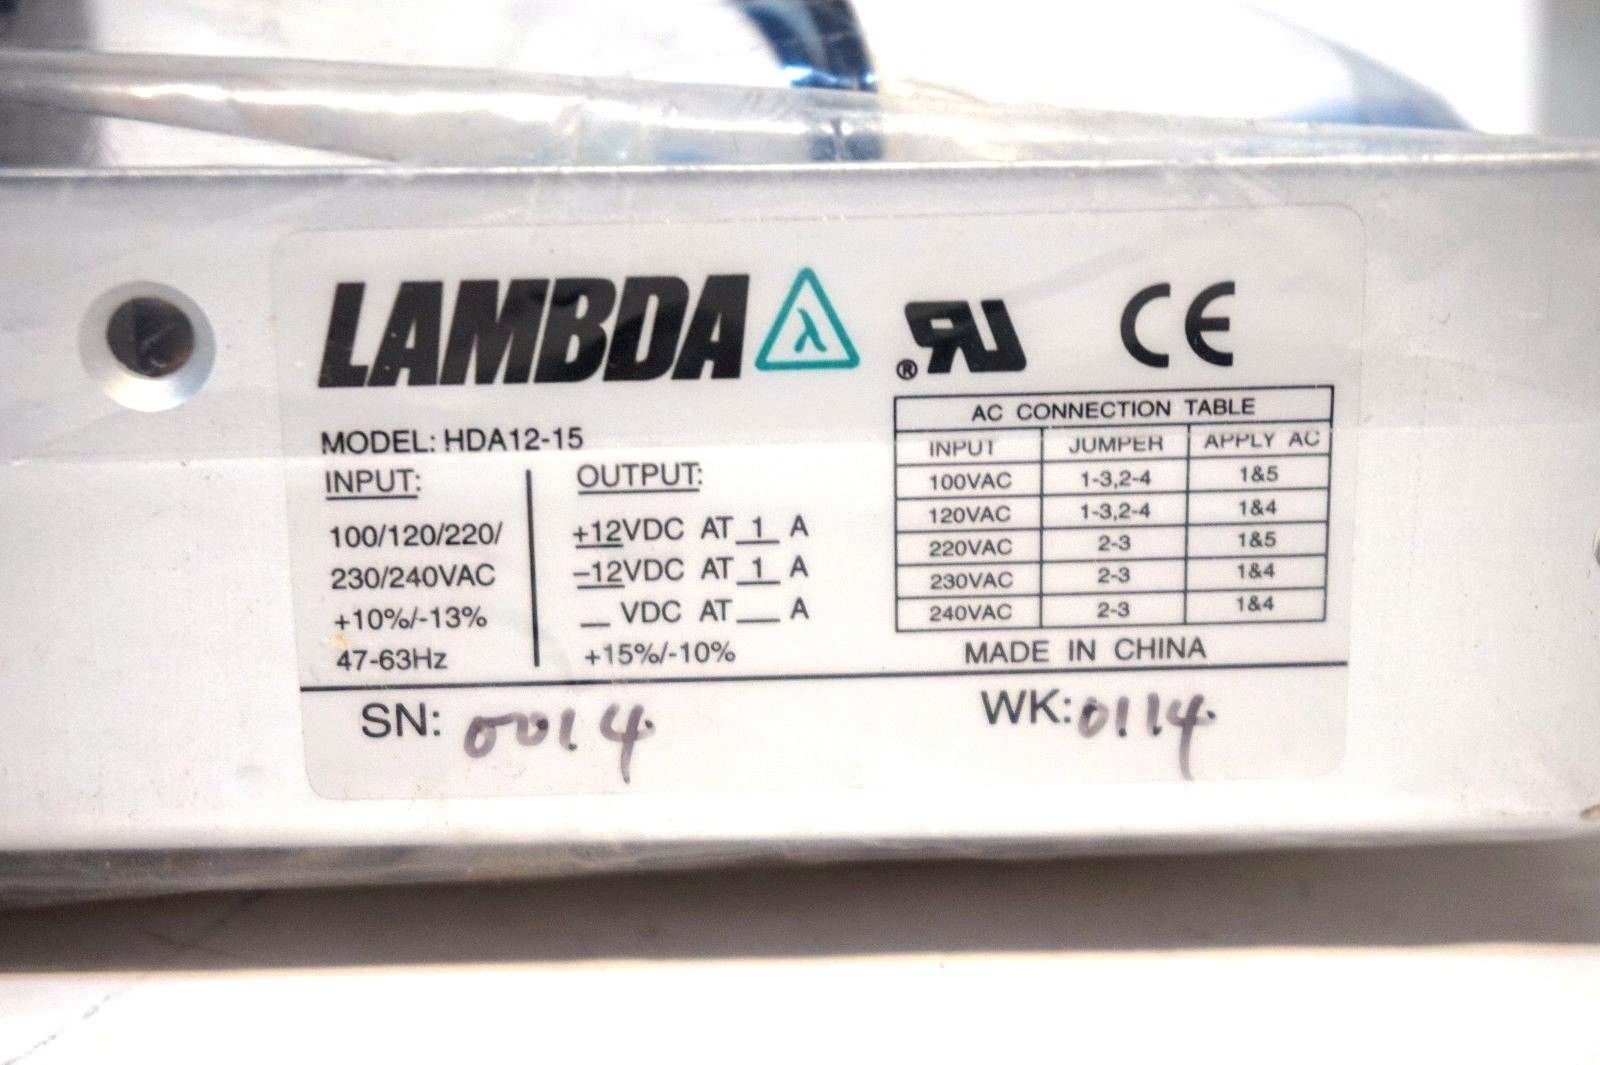 LAMBDA λ
® RU CE
MODEL: HDA12-15
INPUT:
100/120/220/
230/240VAC
+10%/-13%
47-63Hz
OUTPUT:
+12VDC AT 1 A
-12VDC AT 1 A
__ VDC AT __ A
+15%/-10%
AC CONNECTION TABLE
INPUT JUMPER APPLY AC
100VAC 1-3,2-4 1&5
120VAC 1-3,2-4 1&4
220VAC 2-3 1&5
230VAC 2-3 1&4
240VAC 2-3 1&4
MADE IN CHINA
SN: 0014.
WK: 0114.